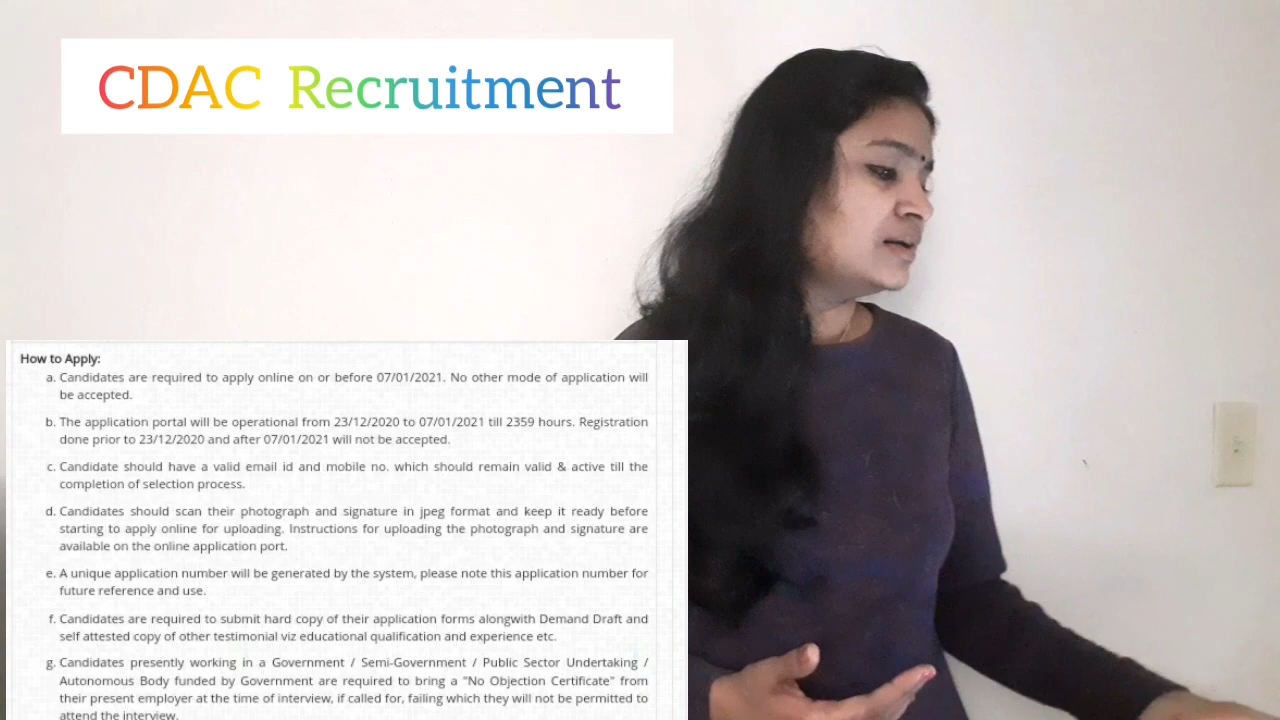 CDAC Recruitment
How to Apply:
a. Candidates are required to apply online on or before 07/01/2021. No other mode of application will
be accepted.
b. The application portal will be operational from 23/12/2020 to 07/01/2021 till 2359 hours. Registration
done prior to 23/12/2020 and after 07/01/2021 will not be accepted.
c. Candidate should have a valid email id and mobile no. which should remain valid & active till the
completion of selection process.
d. Candidates should scan their photograph and signature in jpeg format and keep it ready before
starting to apply online for uploading. Instructions for uploading the photograph and signature are
available on the online application port.
e. A unique application number will be generated by the system, please note this application number for
future reference and use.
f. Candidates are required to submit hard copy of their application forms alongwith Demand Draft and
self attested copy of other testimonial viz educational qualification and experience etc.
g. Candidates presently working in a Government / Semi-Government / Public Sector Undertaking /
Autonomous Body funded by Government are required to bring a "No Objection Certificate" from
their present employer at the time of interview, if called for, failing which they will not be permitted to
attend the interview.